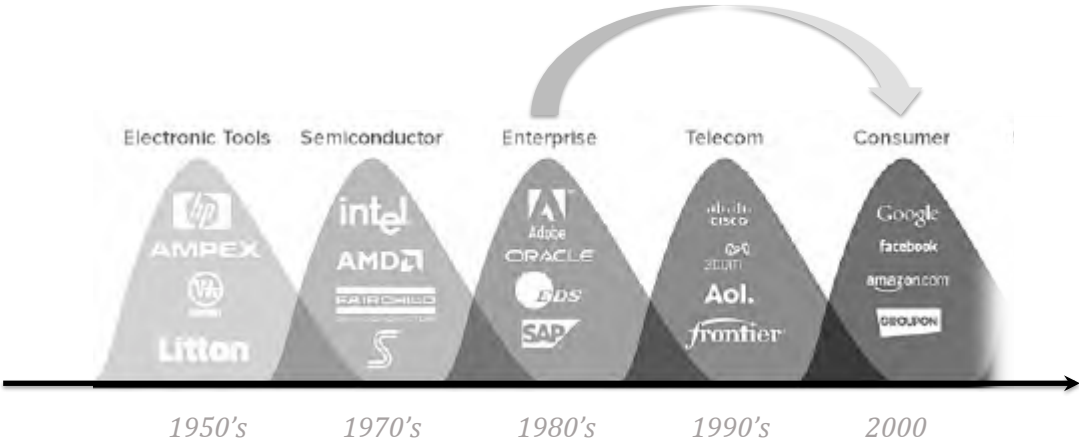 Electronic Tools
Semiconductor
Enterprise
Telecom
Consumer
hp
AMPEX
Litton
intel
AMD
FAIRCHILD
S
Adobe
ORACLE
EDS
SAP
CISCO
3com
Aol.
frontier
Google
facebook
amazon.com
GROUPON
1950's
1970's
1980's
1990's
2000